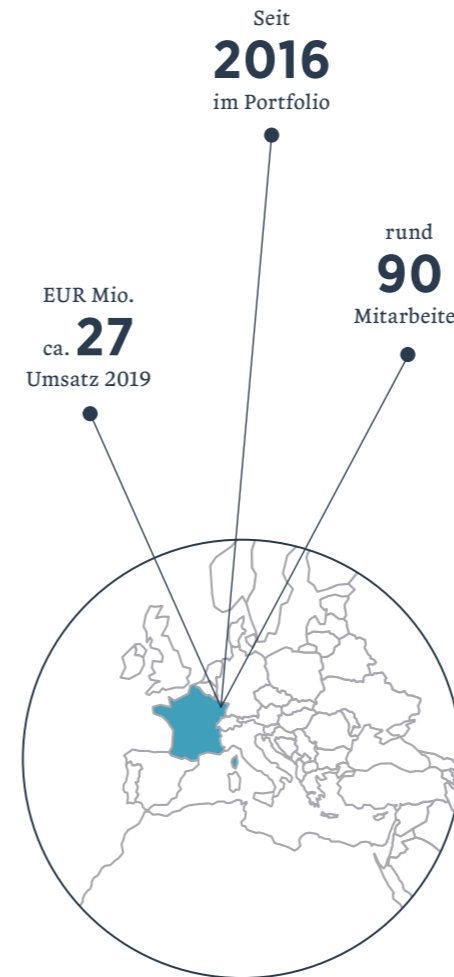 Seit
2016
im Portfolio
rund
90
Mitarbeite
EUR Mio.
ca. 27
Umsatz 2019